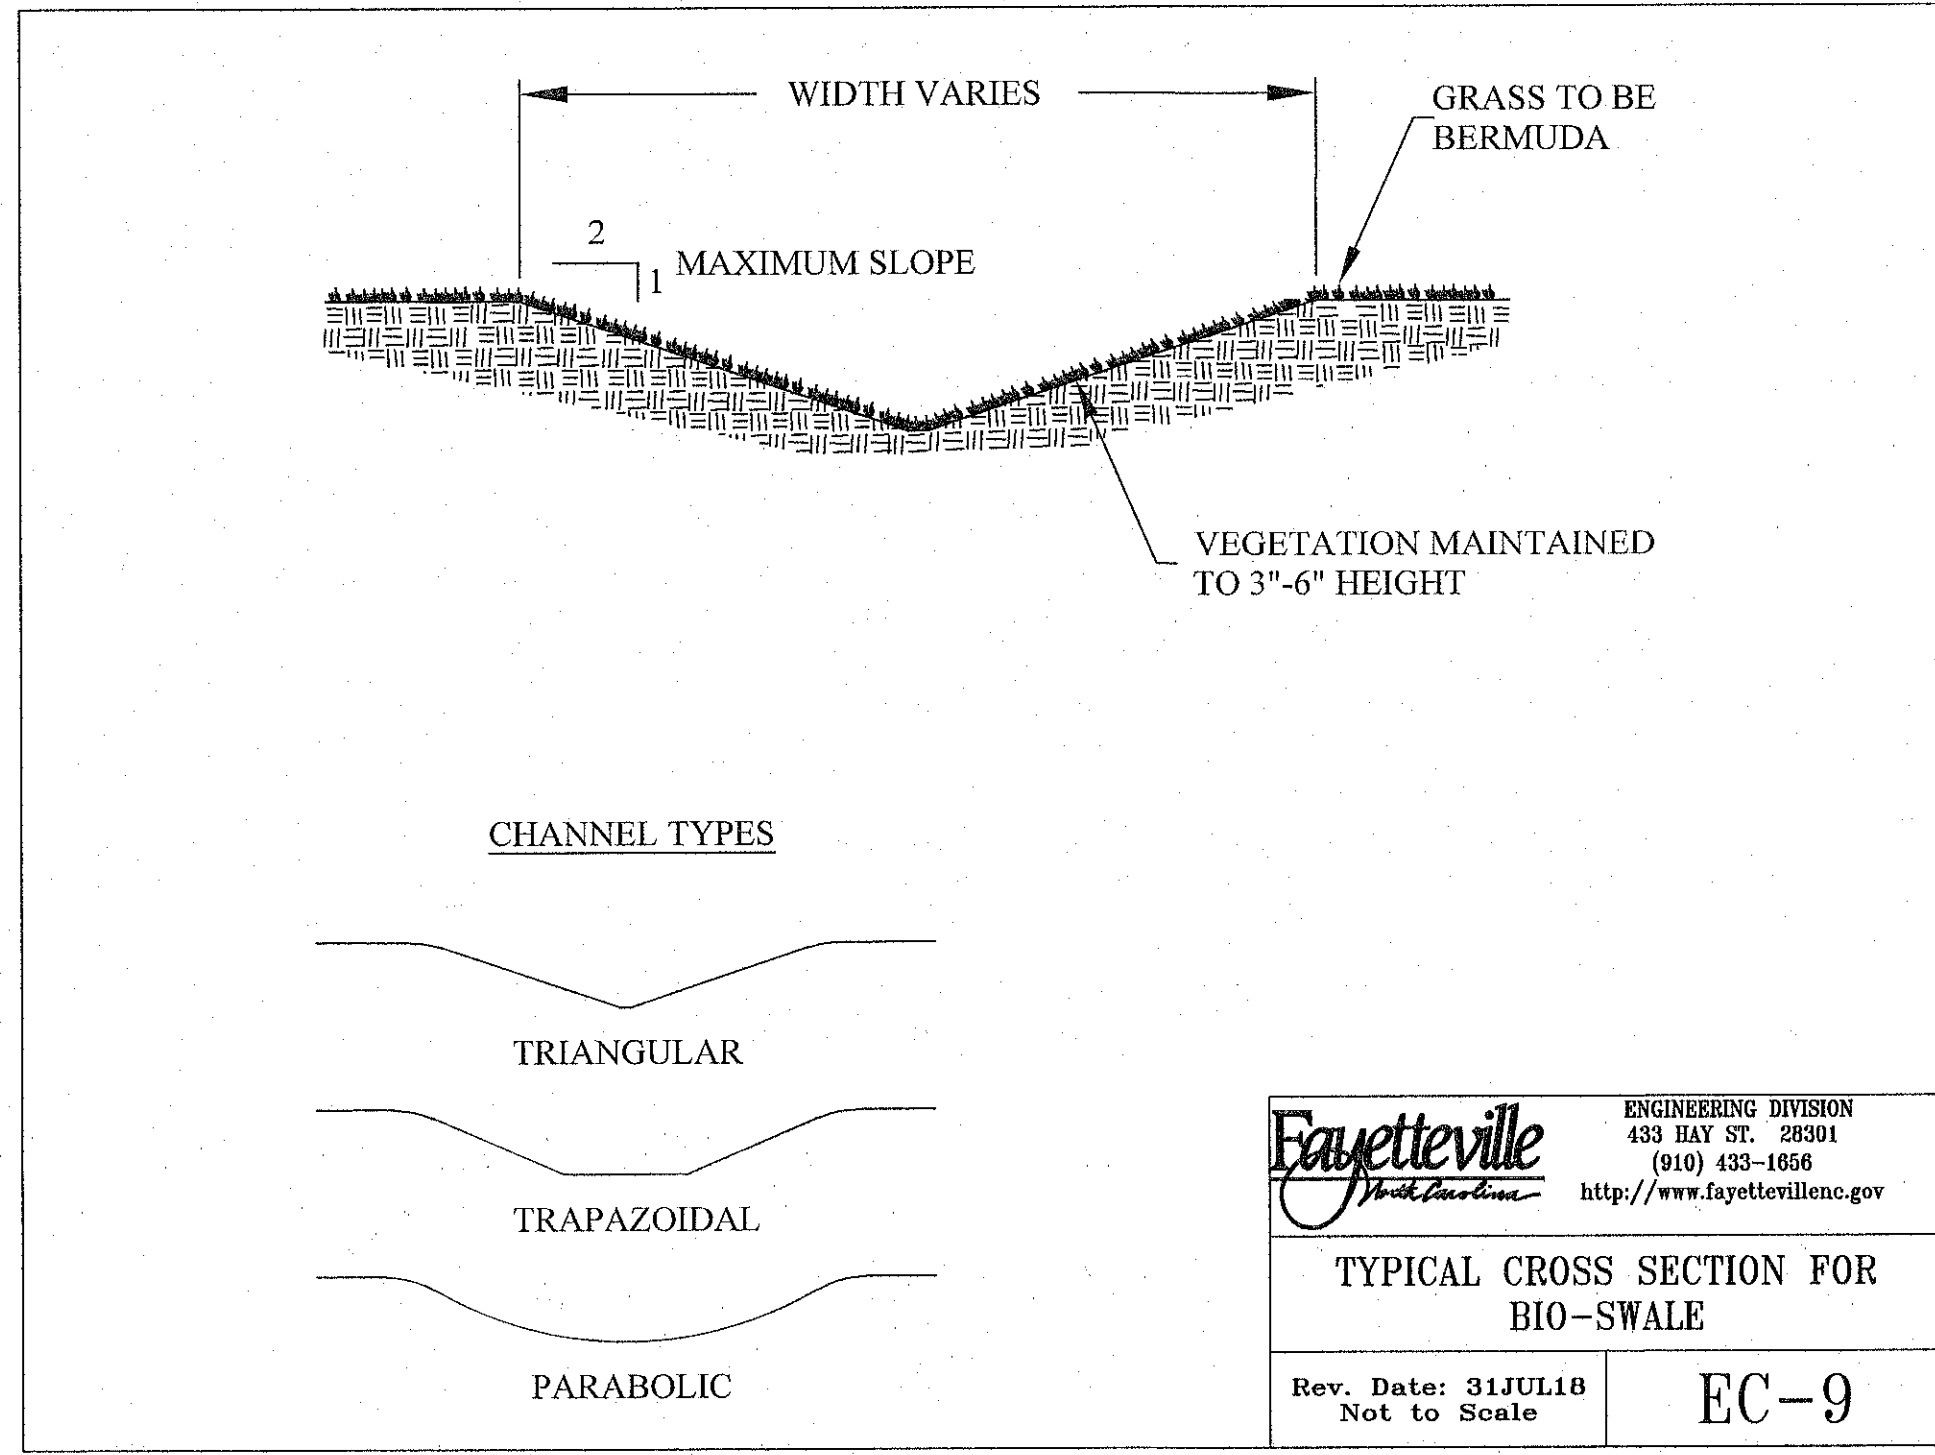 WIDTH VARIES
GRASS TO BE
BERMUDA
2
1
MAXIMUM SLOPE
VEGETATION MAINTAINED
TO 3"-6" HEIGHT
CHANNEL TYPES
TRIANGULAR
TRAPAZOIDAL
PARABOLIC
Fayetteville
North Carolina
ENGINEERING DIVISION
433 HAY ST. 28301
(910) 433-1656
http://www.fayettevillenc.gov
TYPICAL CROSS SECTION FOR
BIO-SWALE
Rev. Date: 31JUL18
Not to Scale
EC-9